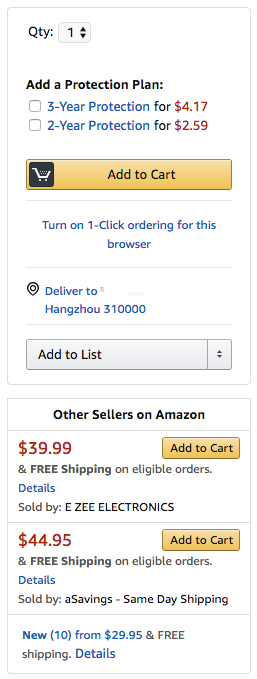 Qty: 1
Add a Protection Plan:
3-Year Protection for $4.17
2-Year Protection for $2.59
Add to Cart
Turn on 1-Click ordering for this
browser
Deliver to
Hangzhou 310000
Add to List
Other Sellers on Amazon
$39.99 Add to Cart
& FREE Shipping on eligible orders.
Details
Sold by: E ZEE ELECTRONICS
$44.95 Add to Cart
& FREE Shipping on eligible orders.
Details
Sold by: aSavings - Same Day Shipping
New (10) from $29.95 & FREE
shipping. Details